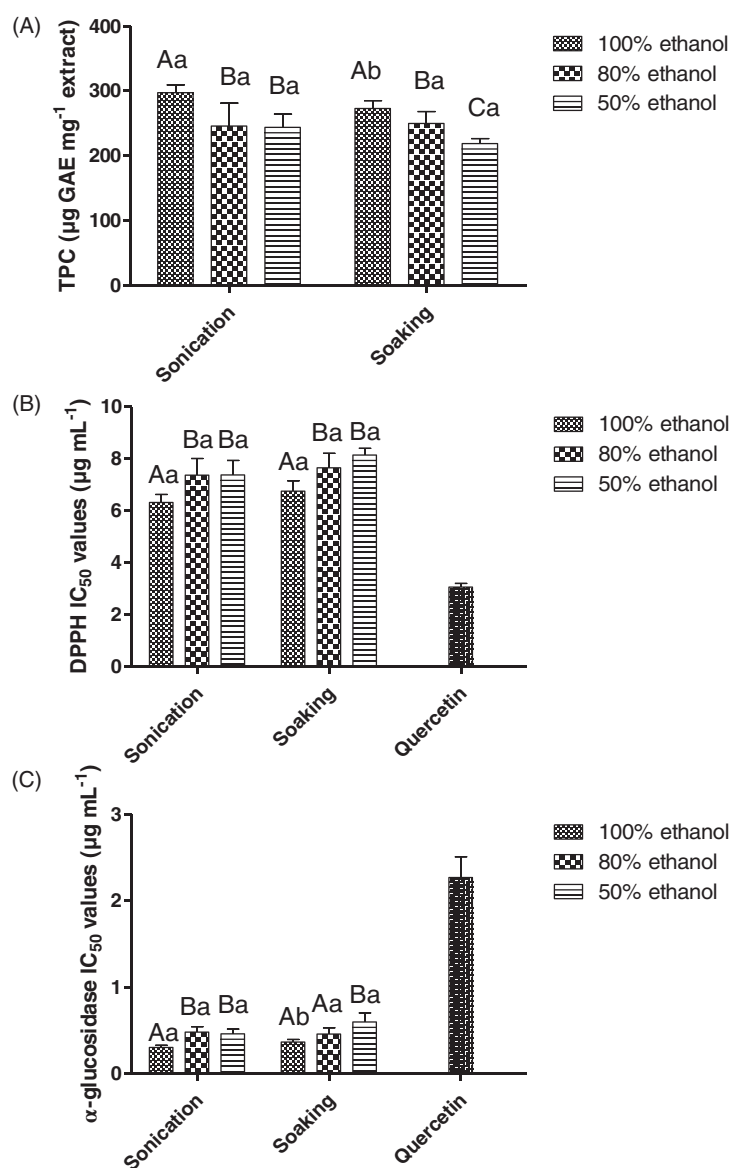 (A)
TPC (µg GAE mg⁻¹ extract)
400
300
200
100
0
Aa
Ba
Ba
Ab
Ba
Ca
Sonication
Soaking
100% ethanol
80% ethanol
50% ethanol
(B)
DPPH IC₅₀ values (µg mL⁻¹)
10
8
6
4
2
0
Aa
Ba
Ba
Aa
Ba
Ba
Sonication
Soaking
Quercetin
100% ethanol
80% ethanol
50% ethanol
(C)
α-glucosidase IC₅₀ values (µg mL⁻¹)
3
2
1
0
Aa
Ba
Ba
Ab
Aa
Ba
Sonication
Soaking
Quercetin
100% ethanol
80% ethanol
50% ethanol